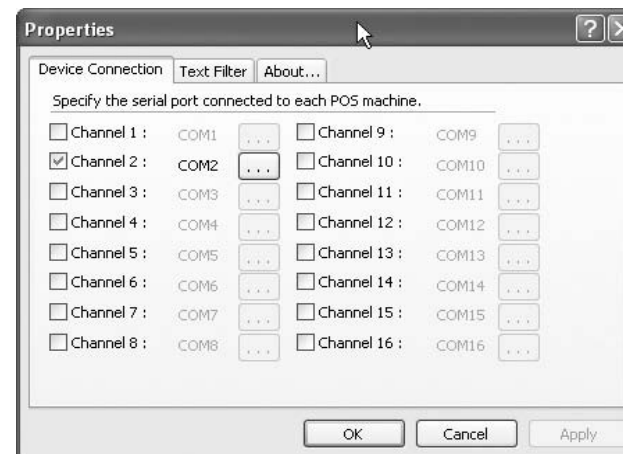 Properties
Device Connection Text Filter About...
Specify the serial port connected to each POS machine.
Channel 1 : COM1 ... Channel 9 : COM9 ...
Channel 2 : COM2 ... Channel 10 : COM10 ...
Channel 3 : COM3 ... Channel 11 : COM11 ...
Channel 4 : COM4 ... Channel 12 : COM12 ...
Channel 5 : COM5 ... Channel 13 : COM13 ...
Channel 6 : COM6 ... Channel 14 : COM14 ...
Channel 7 : COM7 ... Channel 15 : COM15 ...
Channel 8 : COM8 ... Channel 16 : COM16 ...
OK Cancel Apply